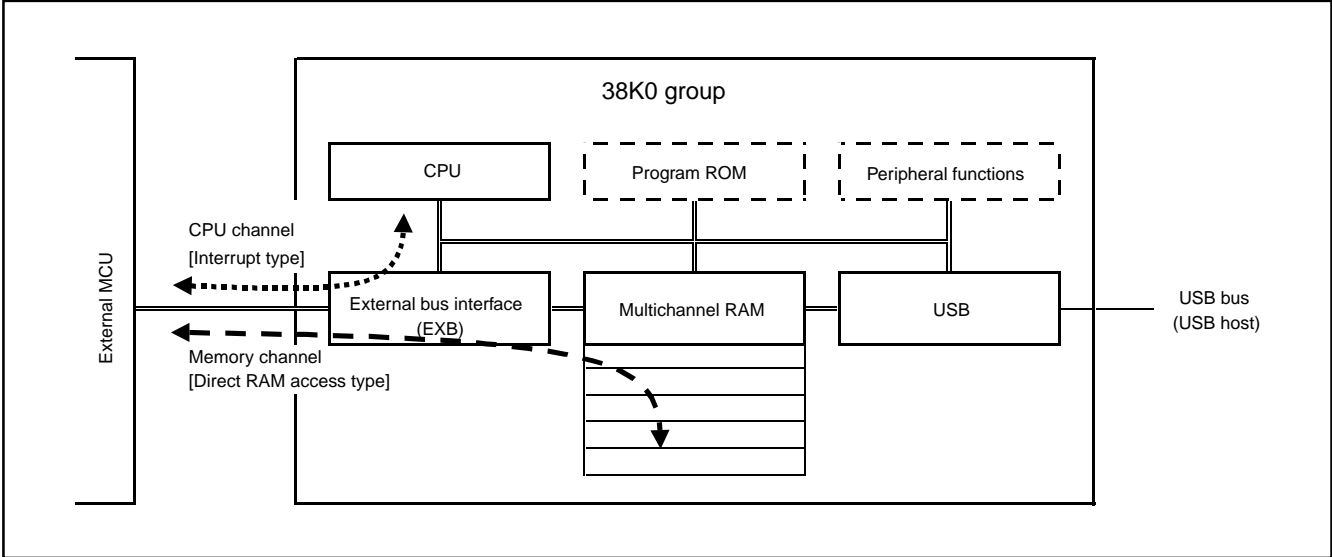 38K0 group
CPU
Program ROM
Peripheral functions
CPU channel
[Interrupt type]
External MCU
External bus interface
(EXB)
Multichannel RAM
USB
USB bus
(USB host)
Memory channel
[Direct RAM access type]